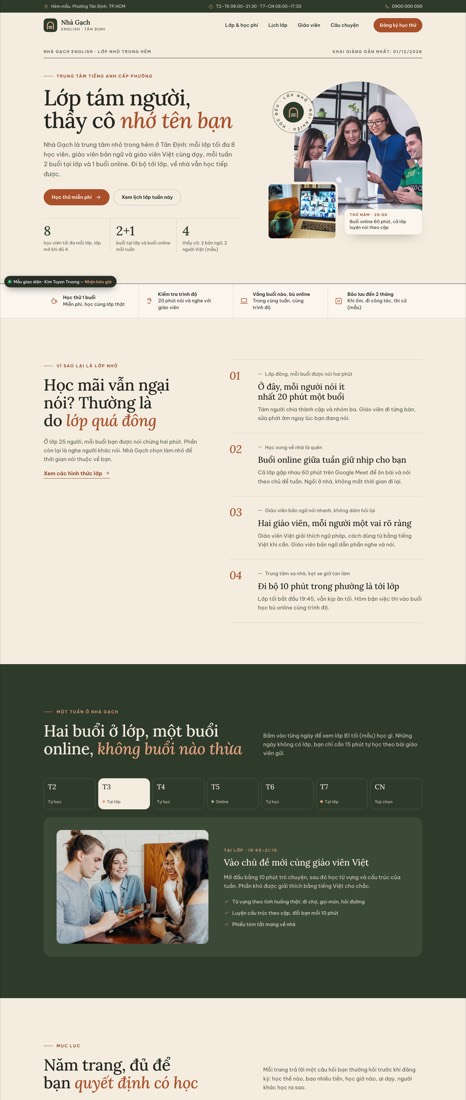 Hẻm mẫu, Phường Tân Định, TP.HCM
T2 - T6 08:00–21:30 T7 - CN 08:00–17:30
0900 000 000
Nhà Gạch
ENGLISH · TÂN ĐỊNH
Lớp & học phí
Lịch lớp
Giáo viên
Câu chuyện
Đăng ký học thử
NHÀ GẠCH ENGLISH · LỚP NHỎ TRONG HẺM
KHAI GIẢNG GẦN NHẤT: 01/12/2026
TRUNG TÂM TIẾNG ANH CẤP PHƯỜNG
Lớp tám người,
thầy cô nhớ tên bạn
Nhà Gạch là trung tâm nhỏ trong hẻm ở Tân Định: mỗi lớp tối đa 8
học viên, giáo viên bản ngữ và giáo viên Việt cùng dạy, mỗi tuần
2 buổi tại lớp và 1 buổi online. Đi bộ tới lớp, về nhà học tiếp
được.
Học thử miễn phí →
Xem lịch lớp tuần này
8
học viên tối đa mỗi lớp, lớp
mở khi đủ 4
2+1
buổi tại lớp và buổi online
mỗi tuần
4
thầy cô: 2 bản ngữ, 2
người Việt (mẫu)
THỨ NĂM · 20:00
Buổi online 60 phút, cả lớp
luyện nói theo cặp
Mẫu giao diện · Kim Tuyen Truong – Nhận báo giá
Học thử 1 buổi
Miễn phí, học cùng lớp thật
Kiểm tra trình độ
20 phút nói và nghe với
giáo viên
Vắng buổi nào, bù online
Trong cùng tuần, cùng
trình độ
Bảo lưu đến 2 tháng
Khi ốm, đi công tác, thi cử
(mẫu)
VÌ SAO LẠI LÀ LỚP NHỎ
Học mãi vẫn ngại
nói? Thường là
do lớp quá đông
Ở lớp 25 người, mỗi buổi bạn được nói chừng hai phút. Phần
còn lại là nghe người khác nói. Nhà Gạch chọn làm nhỏ để
thời gian nói thuộc về bạn.
Xem các hình thức lớp
01
— Lớp đông, mỗi buổi được nói hai phút
Ở đây, mỗi người nói ít
nhất 20 phút một buổi
Tám người chia thành cặp và nhóm ba. Giáo viên đi từng bàn,
sửa phát âm ngay lúc bạn đang nói.
02
— Học xong về nhà là quên
Buổi online giữa tuần giữ nhịp cho bạn
Cả lớp gặp nhau 60 phút trên Google Meet để ôn bài và nói
theo chủ đề tuần. Ngồi ở nhà, không mất thời gian đi lại.
03
— Giáo viên bản ngữ nói nhanh, không dám hỏi lại
Hai giáo viên, mỗi người một vai rõ ràng
Giáo viên Việt giải thích ngữ pháp, cách dùng từ bằng tiếng
Việt khi cần. Giáo viên bản ngữ dẫn phần nghe và nói.
04
— Trung tâm xa nhà, kẹt xe giờ tan làm
Đi bộ 10 phút trong phường là tới lớp
Lớp tối bắt đầu 19:45, vẫn kịp ăn tối. Hôm bận việc thì vào buổi
học bù online cùng trình độ.
MỘT TUẦN Ở NHÀ GẠCH
Hai buổi ở lớp, một buổi
online, không buổi nào thừa
Bấm vào từng ngày để xem lớp B1 tối (mẫu) học gì. Những
ngày không có lớp, bạn chỉ cần 15 phút tự học theo bài giáo
viên gửi.
T2
Tự học
T3
Tại lớp
T4
Tự học
T5
Online
T6
Tự học
T7
Tại lớp
CN
Tuỳ chọn
TẠI LỚP · 19:45–21:15
Vào chủ đề mới cùng giáo viên Việt
Mở đầu bằng 10 phút trò chuyện, sau đó học từ vựng và cấu trúc của
tuần. Phần khó được giải thích bằng tiếng Việt cho chắc.
Từ vựng theo tình huống thật: đi chợ, gọi món, hỏi đường
Luyện cấu trúc theo cặp, đổi bạn mỗi 10 phút
Phiếu tóm tắt mang về nhà
MỤC LỤC
Năm trang, đủ để
bạn quyết định có học
Mỗi trang trả lời một câu hỏi bạn thường hỏi trước khi đăng
ký: học thế nào, bao nhiêu tiền, học giờ nào, ai dạy, người
khác học ra sao.